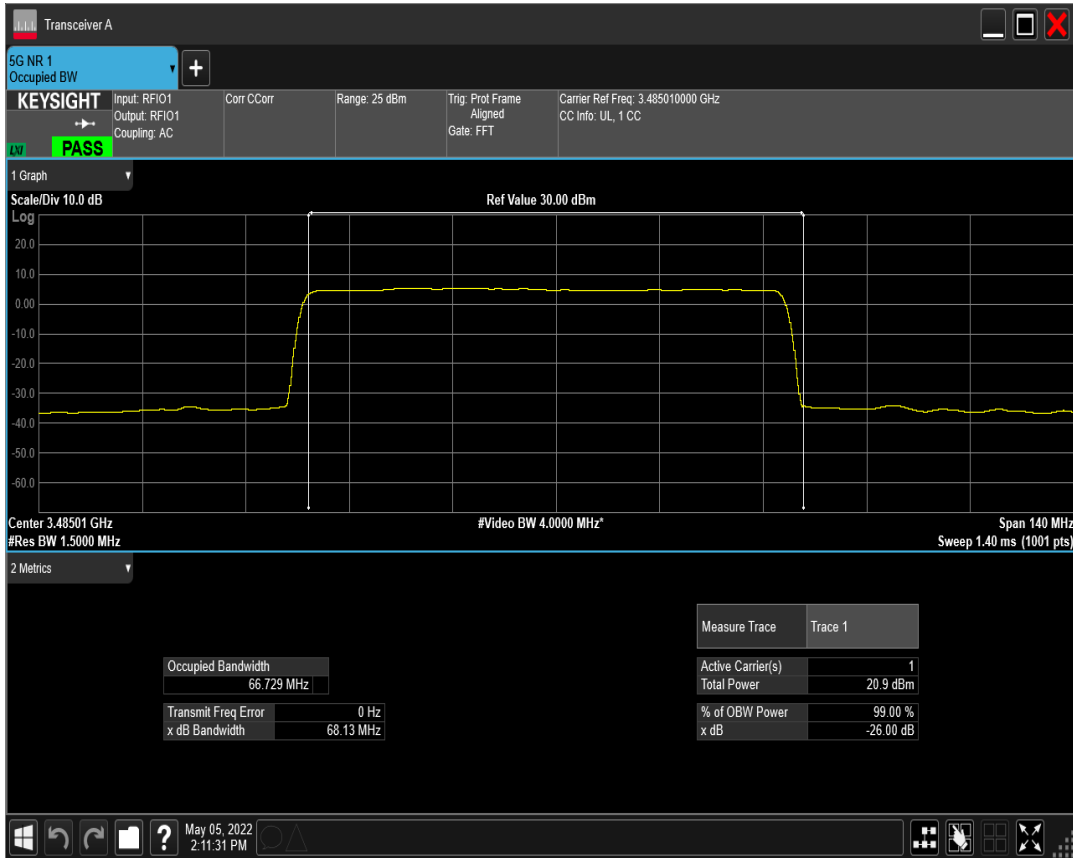 Transceiver A
5G NR 1
Occupied BW
+
KEYSIGHT
LXI
PASS
Input: RFIO1
Output: RFIO1
Coupling: AC
Corr CCorr
Range: 25 dBm
Trig: Prot Frame
Aligned
Gate: FFT
Carrier Ref Freq: 3.485010000 GHz
CC Info: UL, 1 CC
1 Graph
Scale/Div 10.0 dB
Ref Value 30.00 dBm
Log
20.0
10.0
0.00
-10.0
-20.0
-30.0
-40.0
-50.0
-60.0
Center 3.48501 GHz
#Video BW 4.0000 MHz*
Span 140 MHz
#Res BW 1.5000 MHz
Sweep 1.40 ms (1001 pts)
2 Metrics
Measure Trace Trace 1
Occupied Bandwidth
66.729 MHz
Active Carrier(s) 1
Total Power 20.9 dBm
Transmit Freq Error 0 Hz
x dB Bandwidth 68.13 MHz
% of OBW Power 99.00 %
x dB -26.00 dB
?
May 05, 2022
2:11:31 PM